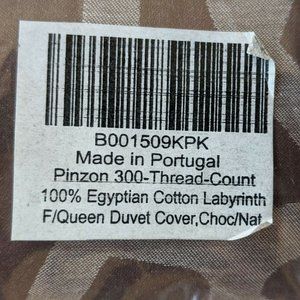 B001509KPK
Made in Portugal
Pinzon 300-Thread-Count
100% Egyptian Cotton Labyrinth
F/Queen Duvet Cover,Choc/Nat